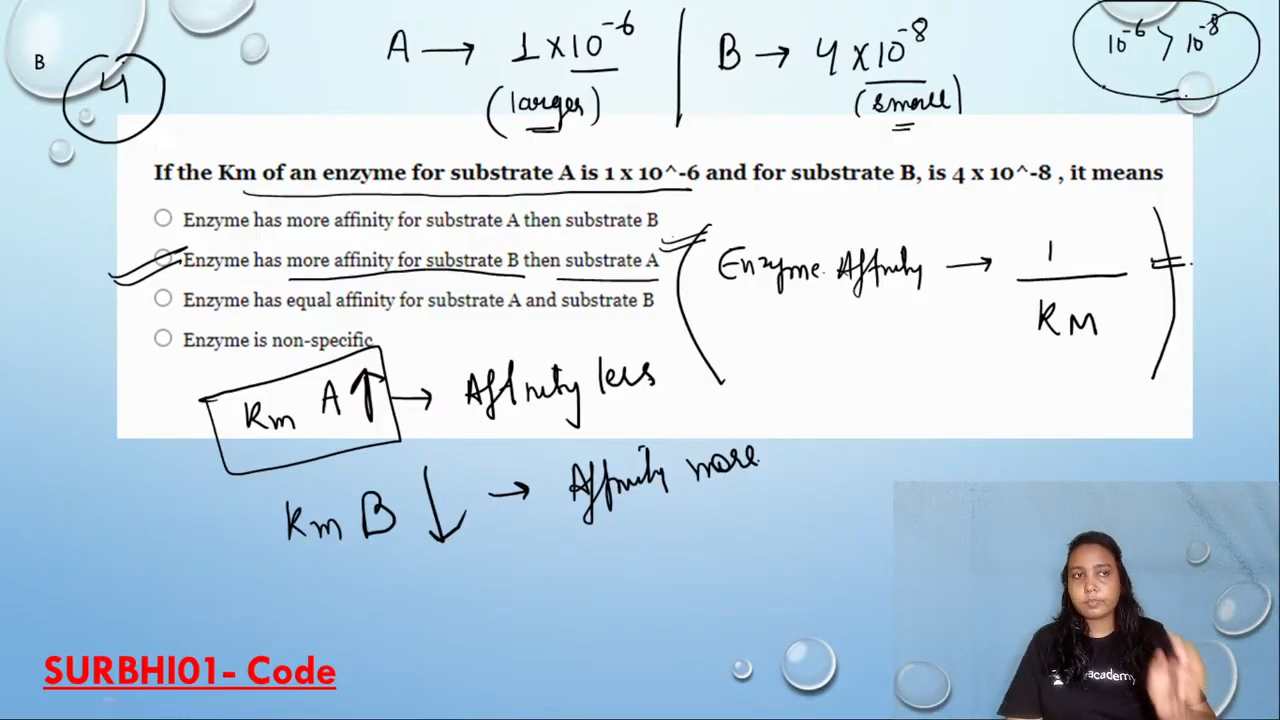 A → 1 × 10^-6
(larger)
B → 4 × 10^-8
(small)
10^-6 > 10^-8
B
4
If the Km of an enzyme for substrate A is 1 x 10^-6 and for substrate B, is 4 x 10^-8 , it means
Enzyme has more affinity for substrate A then substrate B
Enzyme has more affinity for substrate B then substrate A
Enzyme has equal affinity for substrate A and substrate B
Enzyme is non-specific
(Enzyme Affinity → 1
KM)
Km A ↑ → Affinity less
Km B ↓ → Affinity more
academy
SURBHI01- Code